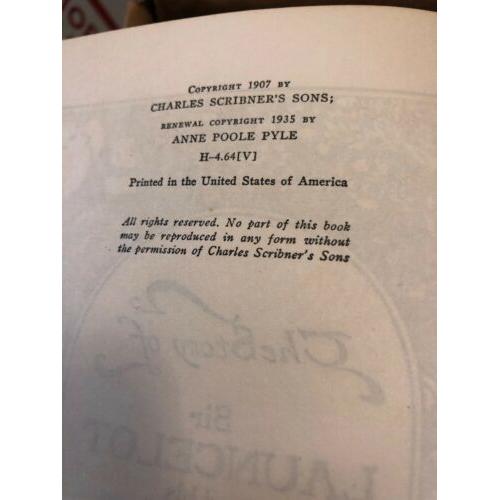 COPYRIGHT 1907 BY
CHARLES SCRIBNER'S SONS;
RENEWAL COPYRIGHT 1935 BY
ANNE POOLE PYLE
H-4.64[V]
Printed in the United States of America
All rights reserved. No part of this book
may be reproduced in any form without
the permission of Charles Scribner's Sons
The Story of
Sir
LAUNCELOT